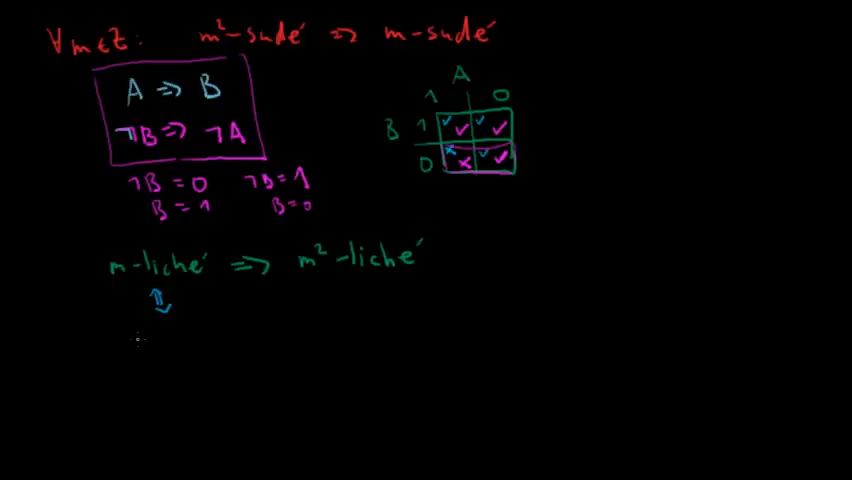 ∀m∈Z: m²-sudé ⇒ m-sudé
A ⇒ B
¬B ⇒ ¬A
A
1 0
B 1 ✓ ✓ ✓ ✓
0 × × ✓ ✓
¬B = 0 ¬B = 1
B = 1 B = 0
m-liché ⇒ m²-liché
⇕